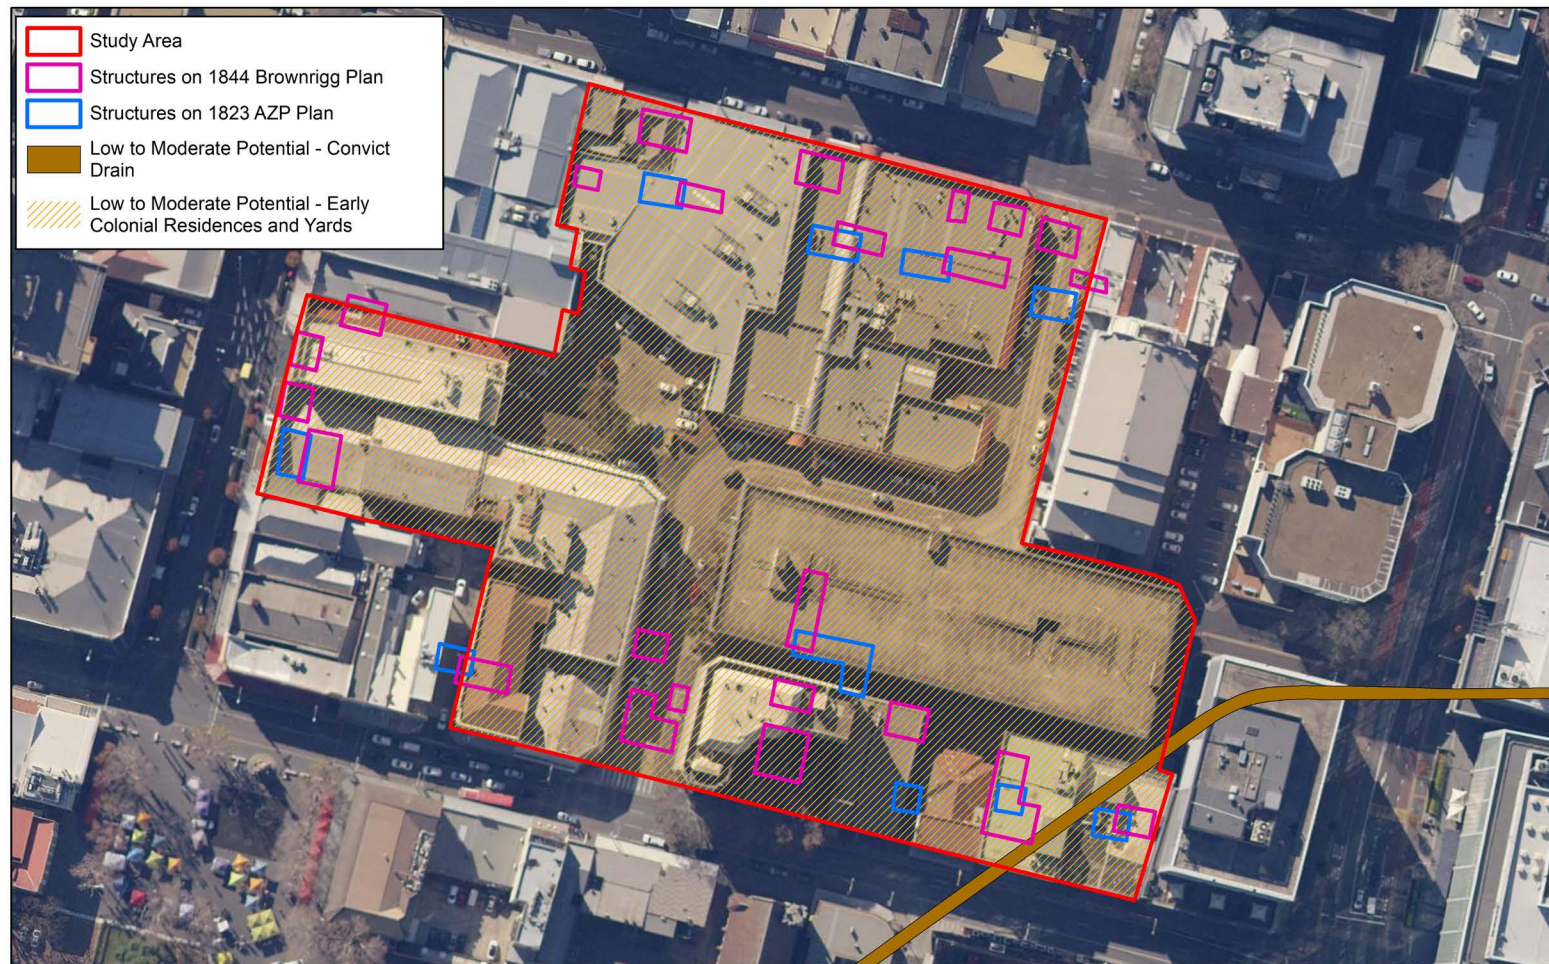 Study Area
Structures on 1844 Brownrigg Plan
Structures on 1823 AZP Plan
Low to Moderate Potential - Convict
Drain
Low to Moderate Potential - Early
Colonial Residences and Yards